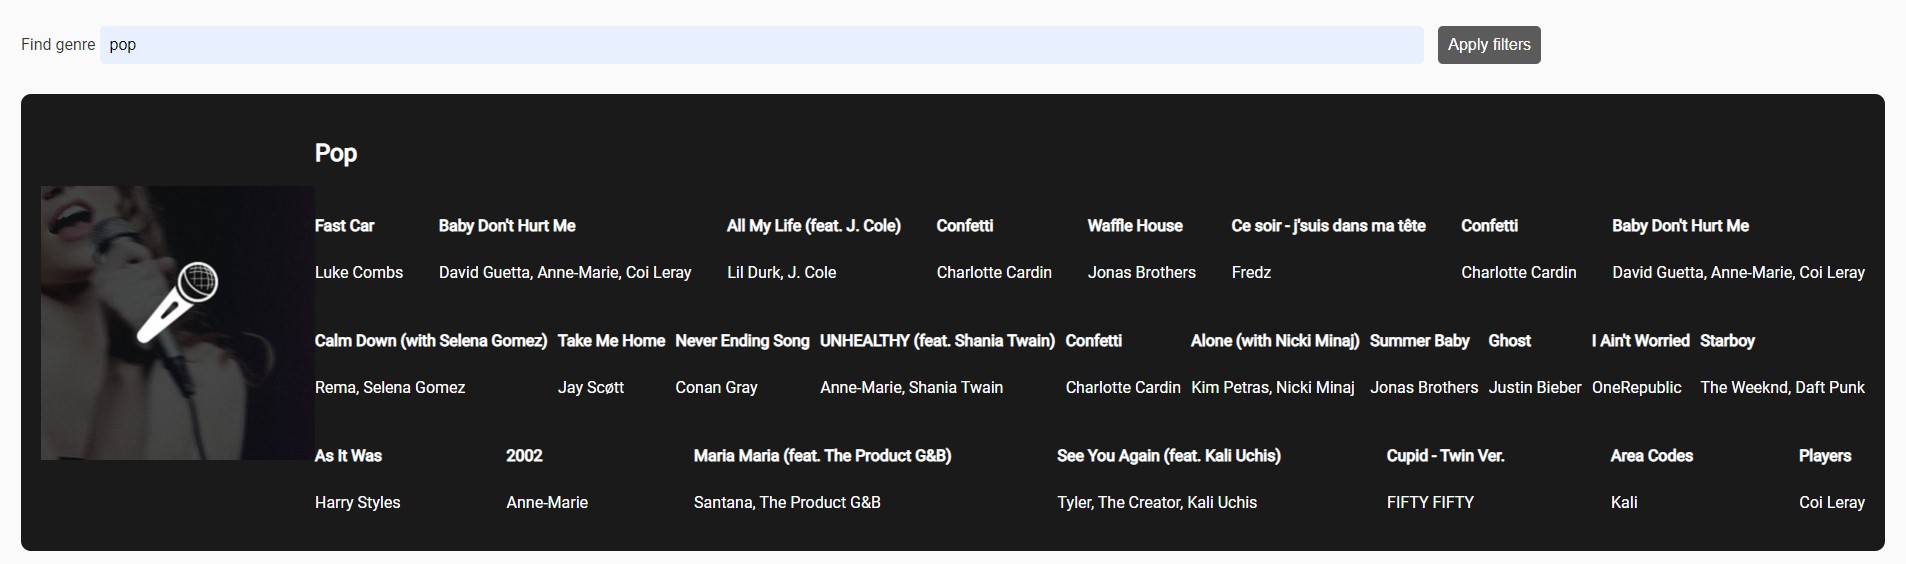 Find genre pop Apply filters
Pop
Fast Car Baby Don't Hurt Me All My Life (feat. J. Cole) Confetti Waffle House Ce soir - j'suis dans ma tête Confetti Baby Don't Hurt Me
Luke Combs David Guetta, Anne-Marie, Coi Leray Lil Durk, J. Cole Charlotte Cardin Jonas Brothers Fredz Charlotte Cardin David Guetta, Anne-Marie, Coi Leray
Calm Down (with Selena Gomez) Take Me Home Never Ending Song UNHEALTHY (feat. Shania Twain) Confetti Alone (with Nicki Minaj) Summer Baby Ghost I Ain't Worried Starboy
Rema, Selena Gomez Jay Scøtt Conan Gray Anne-Marie, Shania Twain Charlotte Cardin Kim Petras, Nicki Minaj Jonas Brothers Justin Bieber OneRepublic The Weeknd, Daft Punk
As It Was 2002 Maria Maria (feat. The Product G&B) See You Again (feat. Kali Uchis) Cupid - Twin Ver. Area Codes Players
Harry Styles Anne-Marie Santana, The Product G&B Tyler, The Creator, Kali Uchis FIFTY FIFTY Kali Coi Leray